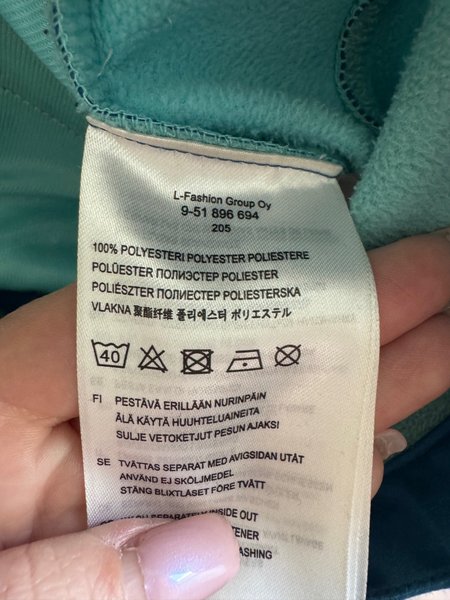 L-Fashion Group Oy
9-51 896 694
205
100% POLYESTERI POLYESTER POLIESTERE
POLÜESTER ПОЛИЭСТЕР POLIESTER
POLIÉSZTER ПОЛИЕСТЕР POLIESTERSKA
VLAKNA 聚酯纤维 폴리에스터 ポリエステル
40
FI PESTÄVÄ ERILLÄÄN NURINPÄIN
ÄLÄ KÄYTÄ HUUHTELUAINEITA
SULJE VETOKETJUT PESUN AJAKSI
SE TVÄTTAS SEPARAT MED AVIGSIDAN UTÅT
ANVÄND EJ SKÖLJMEDEL
STÄNG BLIXTLÅSET FÖRE TVÄTT
SEPARATELY INSIDE OUT